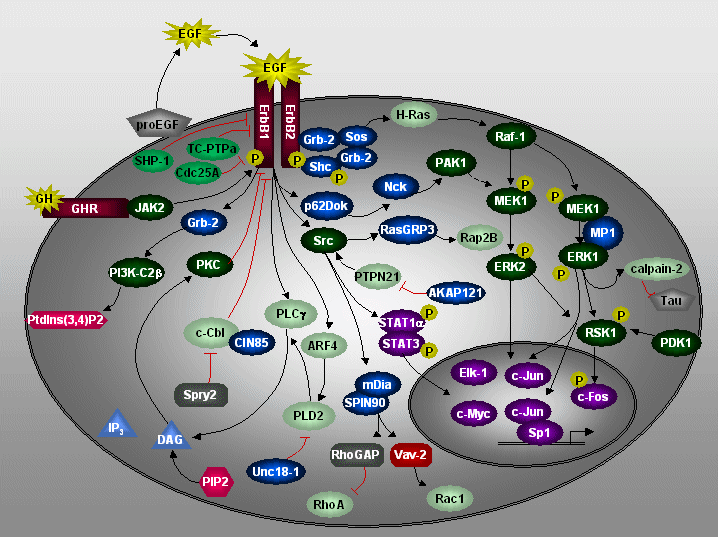 EGF
EGF
proEGF
ErbB1
ErbB2
H-Ras
Sos
Grb-2
Raf-1
TC-PTPa
SHP-1
P
P
Shc
Grb-2
PAK1
Cdc25A
P
Nck
P
P
GH
GHR
JAK2
p62Dok
MEK1
MEK1
Grb-2
Src
RasGRP3
Rap2B
MP1
PI3K-C2β
PKC
P
ERK1
ERK2
P
PTPN21
calpain-2
AKAP121
Tau
PtdIns(3,4)P2
PLCγ
STAT1α
P
P
c-Cbl
CIN85
ARF4
STAT3
P
RSK1
PDK1
Spry2
mDia
Elk-1
c-Jun
P
SPIN90
c-Fos
PLD2
c-Myc
c-Jun
IP3
DAG
Sp1
RhoGAP
Vav-2
Unc18-1
PIP2
RhoA
Rac1